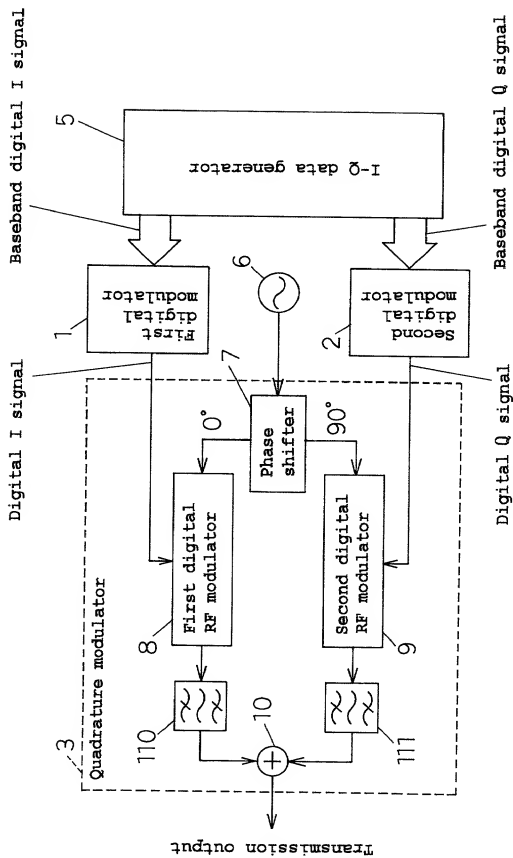 Baseband digital I signal
Baseband digital Q signal
5
I-Q data generator
6
1
First
digital
modulator
2
Second
digital
modulator
Digital I signal
Digital Q signal
7
Phase
shifter
0°
90°
8
First digital
RF modulator
9
Second digital
RF modulator
3
Quadrature modulator
110
111
10
+
Transmission output